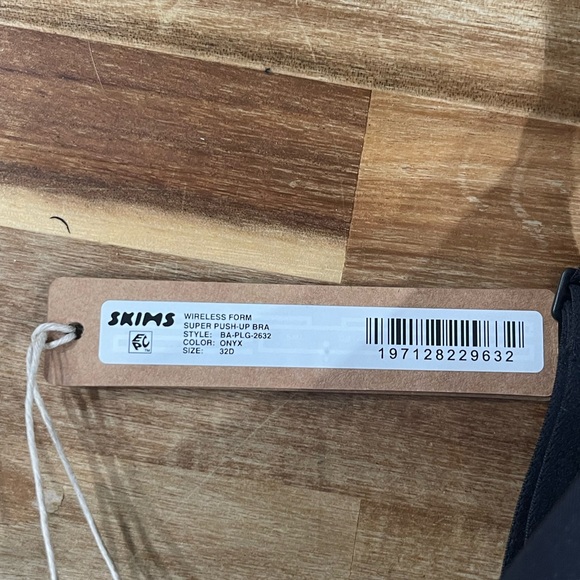 SKIMS
WIRELESS FORM
SUPER PUSH-UP BRA
STYLE: BA-PLG-2632
COLOR: ONYX
SIZE: 32D
197128229632